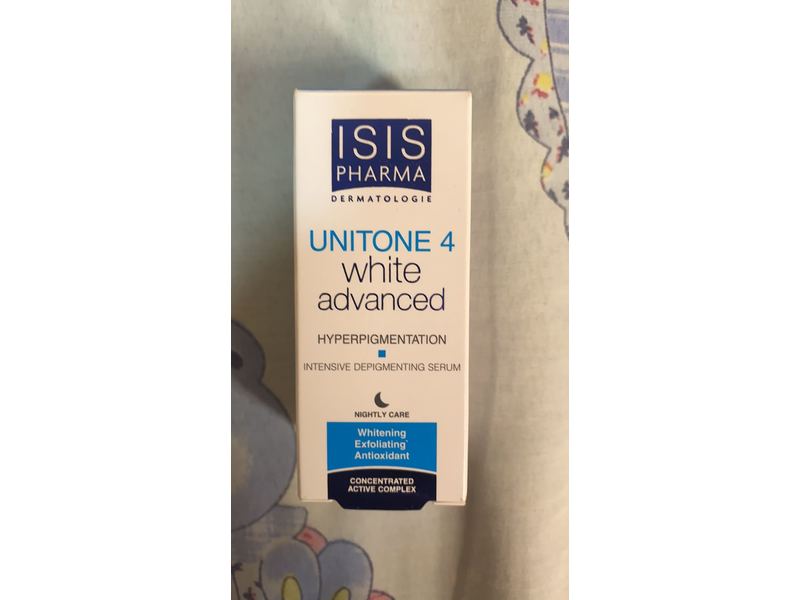 ISIS
PHARMA
DERMATOLOGIE
UNITONE 4
white
advanced
HYPERPIGMENTATION
INTENSIVE DEPIGMENTING SERUM
NIGHTLY CARE
Whitening
Exfoliating*
Antioxidant
CONCENTRATED
ACTIVE COMPLEX